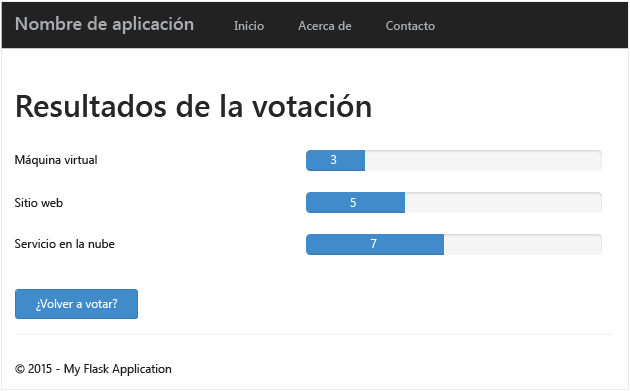 Nombre de aplicación Inicio Acerca de Contacto
Resultados de la votación
Máquina virtual 3
Sitio web 5
Servicio en la nube 7
¿Volver a votar?
© 2015 - My Flask Application